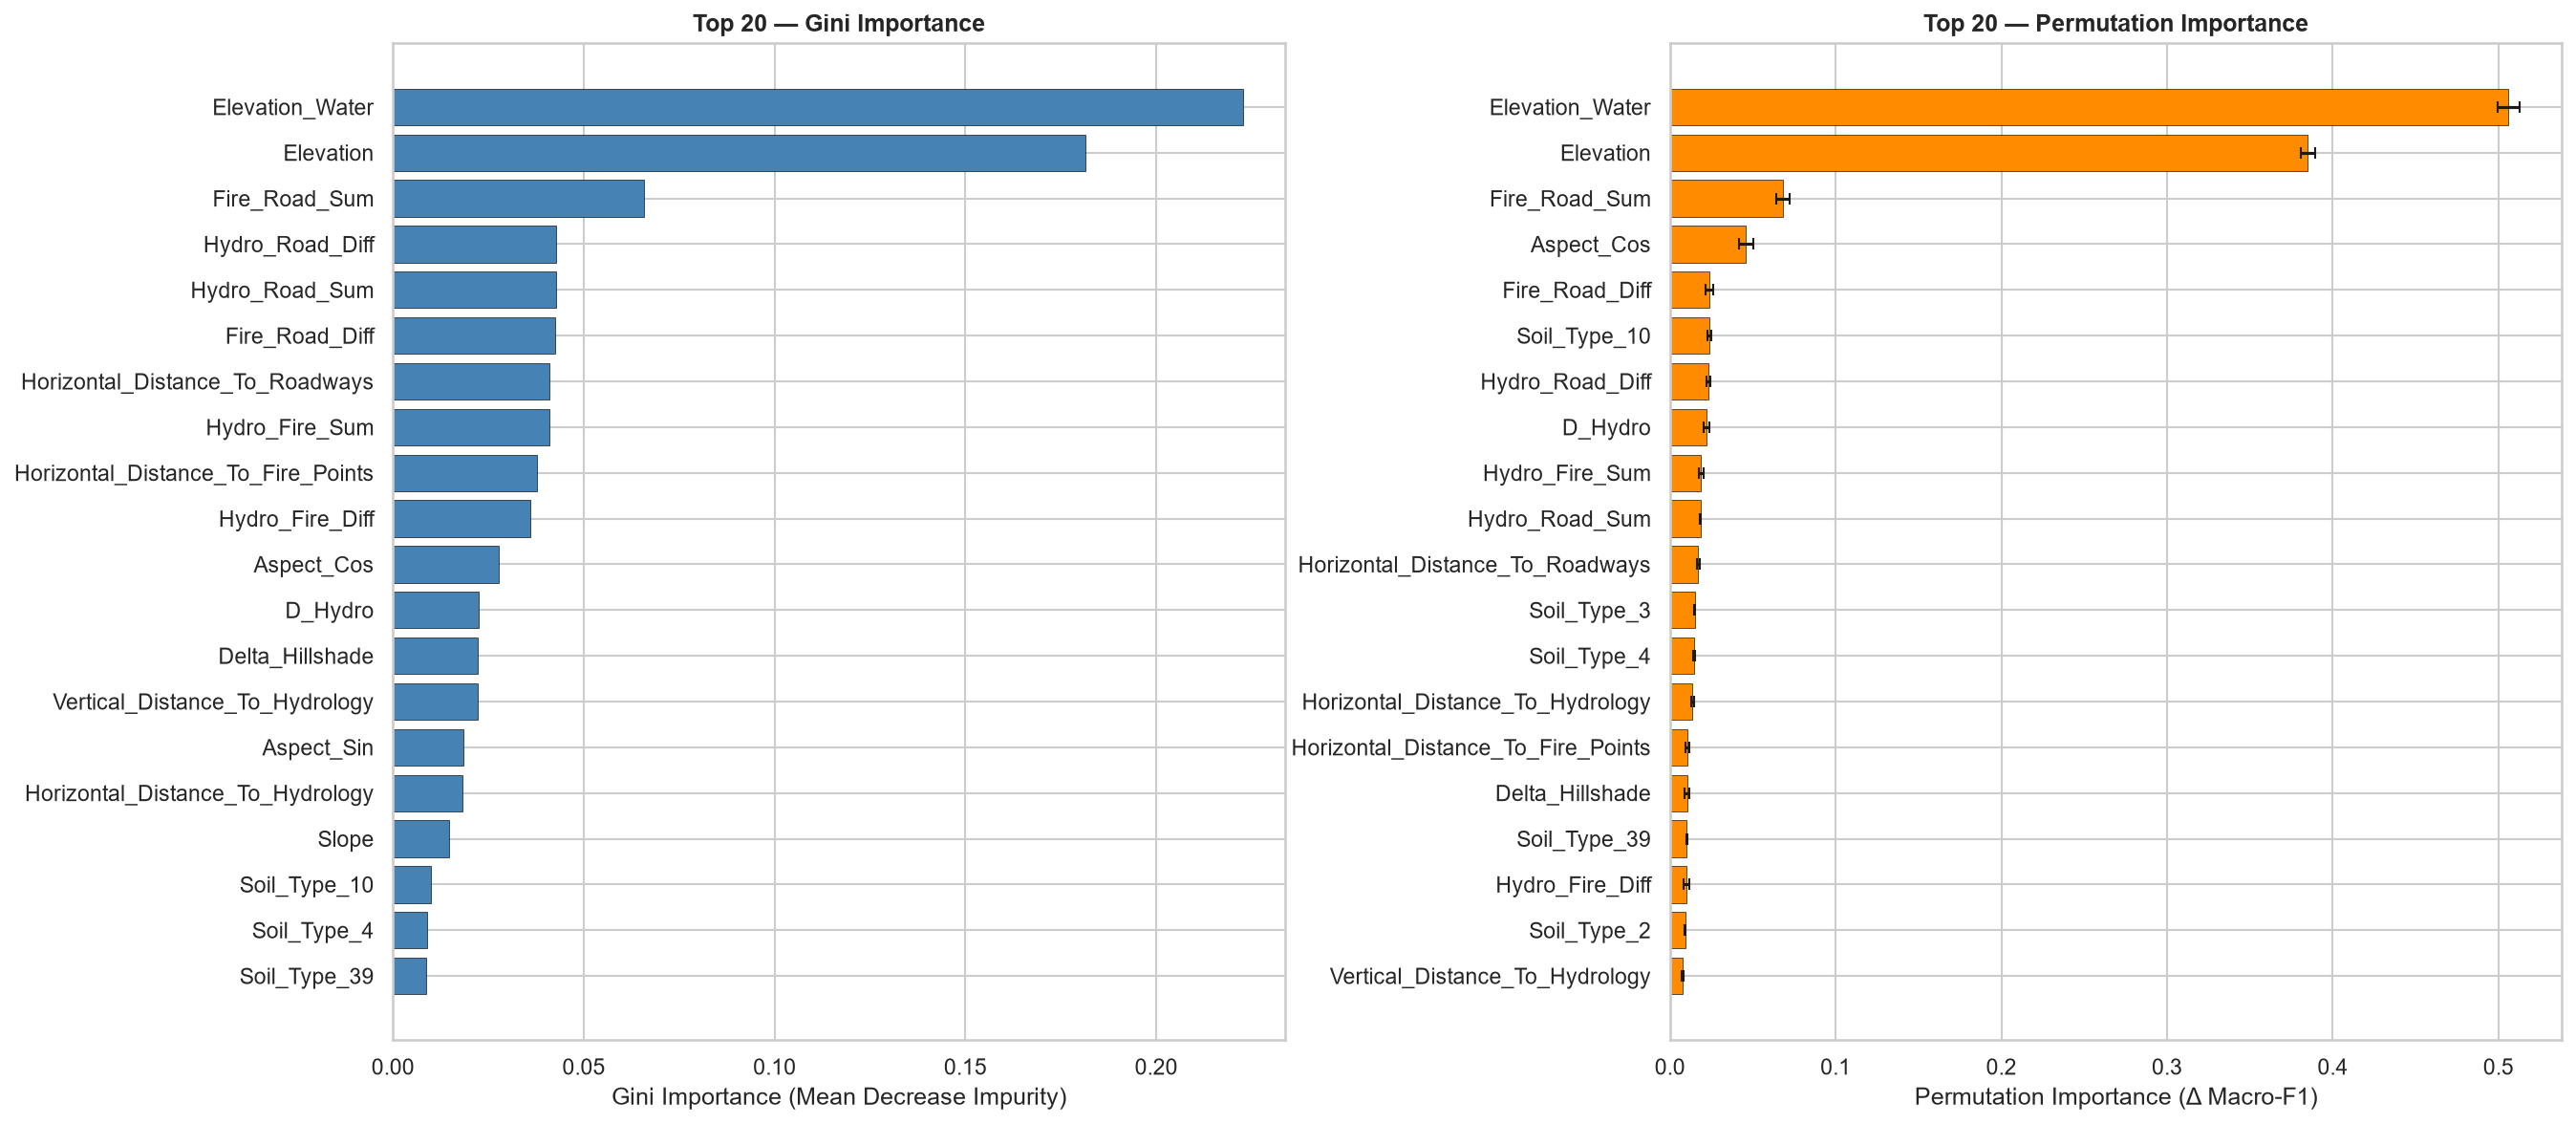 Top 20 — Gini Importance
Elevation_Water
Elevation
Fire_Road_Sum
Hydro_Road_Diff
Hydro_Road_Sum
Fire_Road_Diff
Horizontal_Distance_To_Roadways
Hydro_Fire_Sum
Horizontal_Distance_To_Fire_Points
Hydro_Fire_Diff
Aspect_Cos
D_Hydro
Delta_Hillshade
Vertical_Distance_To_Hydrology
Aspect_Sin
Horizontal_Distance_To_Hydrology
Slope
Soil_Type_10
Soil_Type_4
Soil_Type_39
0.00 0.05 0.10 0.15 0.20
Gini Importance (Mean Decrease Impurity)
Top 20 — Permutation Importance
Elevation_Water
Elevation
Fire_Road_Sum
Aspect_Cos
Fire_Road_Diff
Soil_Type_10
Hydro_Road_Diff
D_Hydro
Hydro_Fire_Sum
Hydro_Road_Sum
Horizontal_Distance_To_Roadways
Soil_Type_3
Soil_Type_4
Horizontal_Distance_To_Hydrology
Horizontal_Distance_To_Fire_Points
Delta_Hillshade
Soil_Type_39
Hydro_Fire_Diff
Soil_Type_2
Vertical_Distance_To_Hydrology
0.0 0.1 0.2 0.3 0.4 0.5
Permutation Importance (Δ Macro-F1)